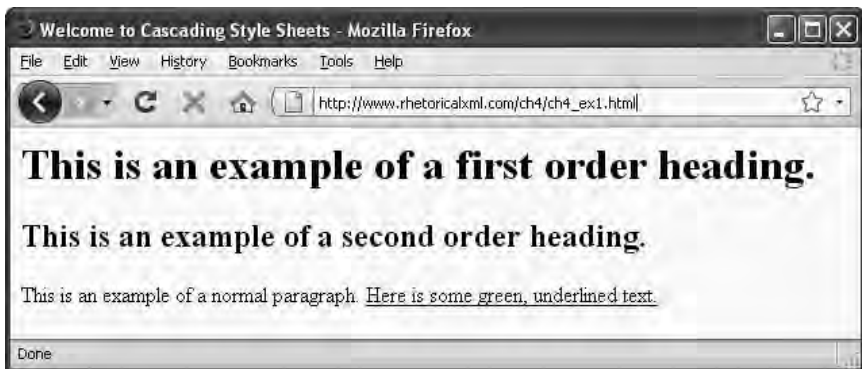 Welcome to Cascading Style Sheets - Mozilla Firefox
File Edit View History Bookmarks Tools Help
http://www.rhetoricalxml.com/ch4/ch4_ex1.html
This is an example of a first order heading.
This is an example of a second order heading.
This is an example of a normal paragraph. Here is some green, underlined text.
Done